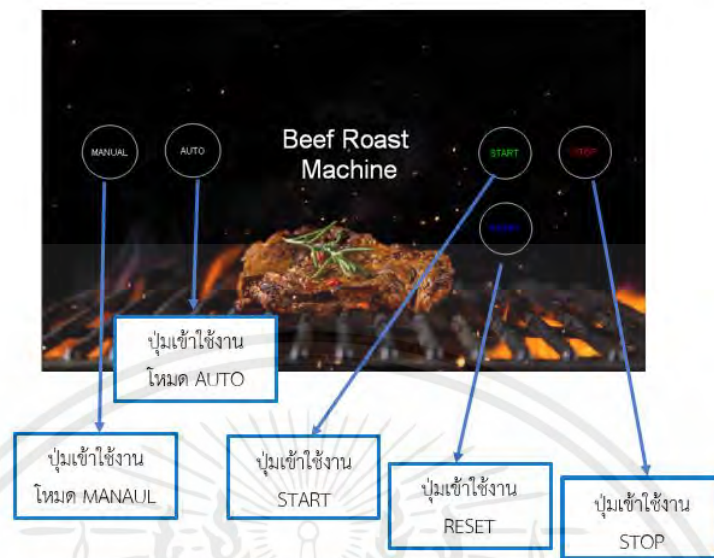 Beef Roast
Machine
MANUAL
AUTO
START
STOP
RESET
ปุ่มเข้าใช้งาน
โหมด AUTO
ปุ่มเข้าใช้งาน
โหมด MANAUL
ปุ่มเข้าใช้งาน
START
ปุ่มเข้าใช้งาน
RESET
ปุ่มเข้าใช้งาน
STOP